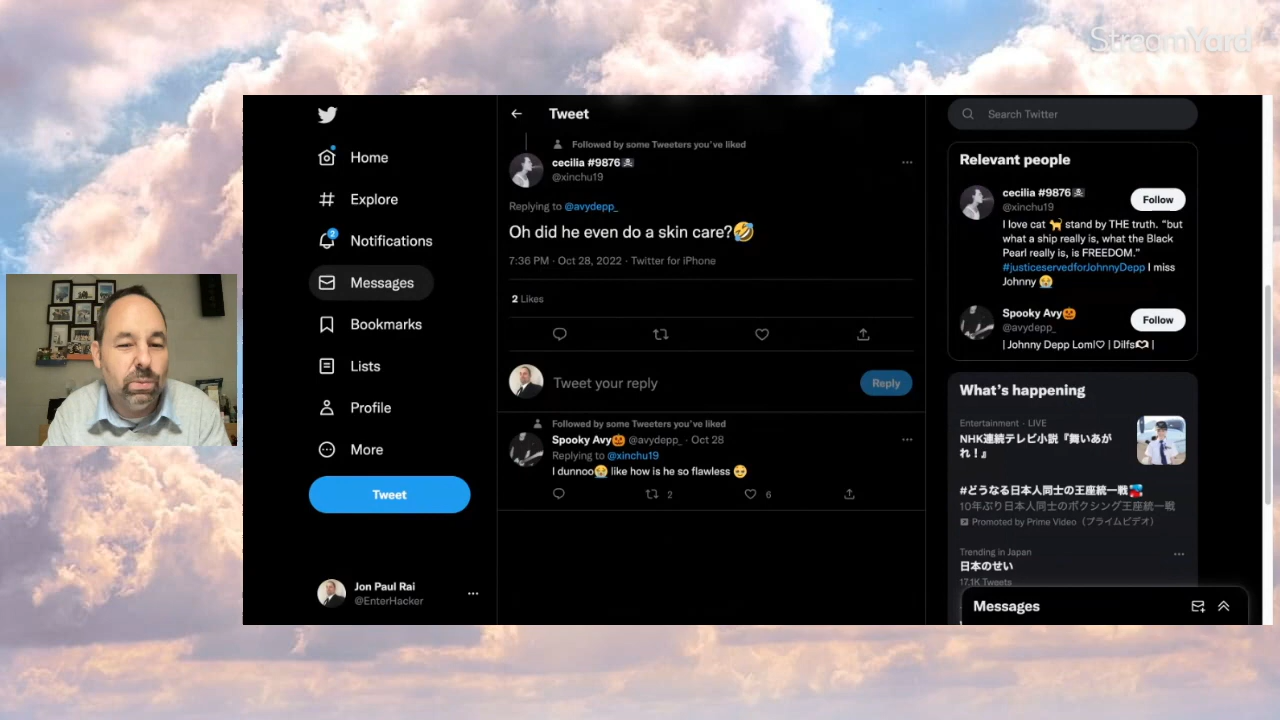 StreamYard
Home
Explore
2
Notifications
Messages
Bookmarks
Lists
Profile
More
Tweet
Jon Paul Rai
@EnterHacker
Tweet
Followed by some Tweeters you've liked
cecilia #9876☠
@xinchu19
Replying to @avydepp_
Oh did he even do a skin care?🤣
7:36 PM · Oct 28, 2022 · Twitter for iPhone
2 Likes
Tweet your reply
Reply
Followed by some Tweeters you've liked
Spooky Avy🎃 @avydepp_ · Oct 28
Replying to @xinchu19
I dunnoo😭 like how is he so flawless 😏
2
6
Search Twitter
Relevant people
cecilia #9876☠
@xinchu19
Follow
I love cat 🐈 stand by THE truth. "but
what a ship really is, what the Black
Pearl really is, is FREEDOM."
#justiceservedforJohnnyDepp I miss
Johnny 😭
Spooky Avy🎃
@avydepp_
Follow
| Johnny Depp Loml♡ | Dilfs🫶 |
What's happening
Entertainment · LIVE
NHK連続テレビ小説『舞いあが
れ！』
#どうなる日本人同士の王座統一戦
10年ぶり日本人同士のボクシング王座統一戦
Promoted by Prime Video（プライムビデオ）
Trending in Japan
日本のせい
17.1K Tweets
Messages